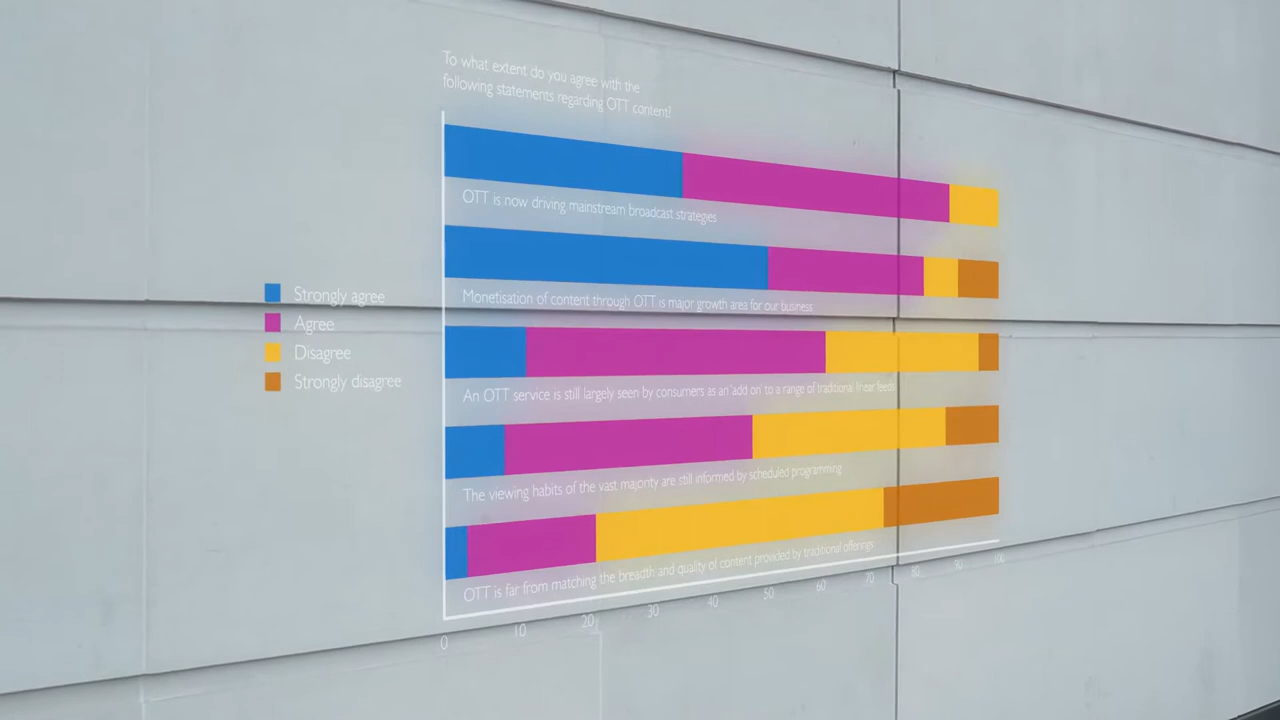 To what extent do you agree with the
following statements regarding OTT content?
OTT is now driving mainstream broadcast strategies
Monetisation of content through OTT is major growth area for our business
Strongly agree
Agree
Disagree
Strongly disagree
An OTT service is still largely seen by consumers as an 'add on' to a range of traditional linear feeds
The viewing habits of the vast majority are still informed by scheduled programming
OTT is far from matching the breadth and quality of content provided by traditional offerings
0 10 20 30 40 50 60 70 80 90 100